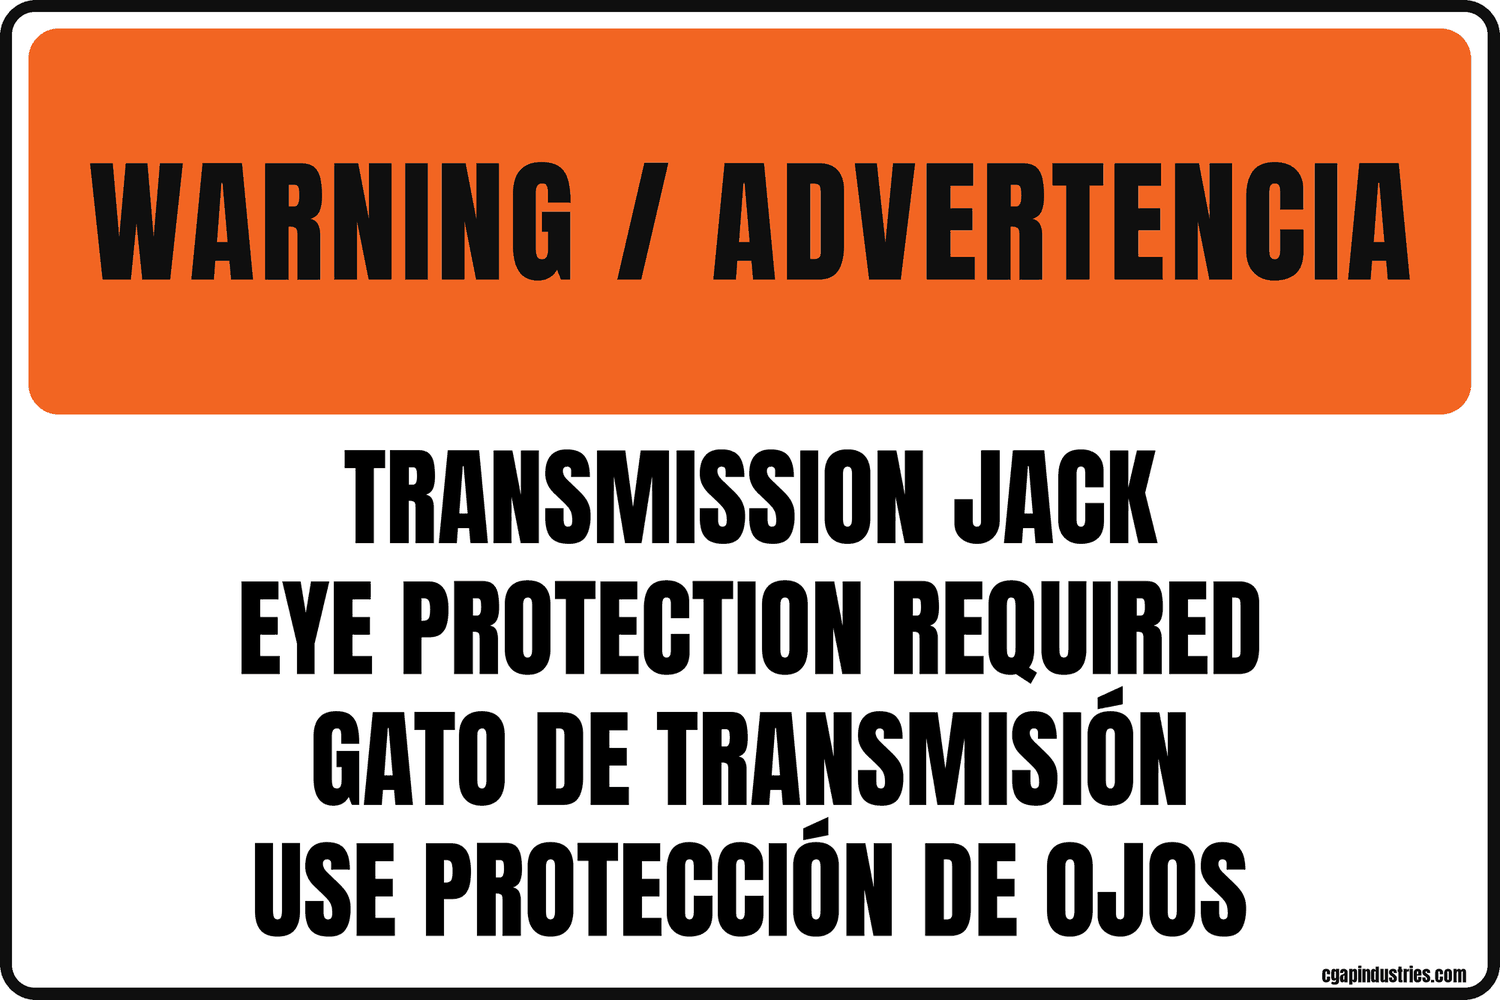 WARNING / ADVERTENCIA
TRANSMISSION JACK
EYE PROTECTION REQUIRED
GATO DE TRANSMISIÓN
USE PROTECCIÓN DE OJOS
cgapindustries.com